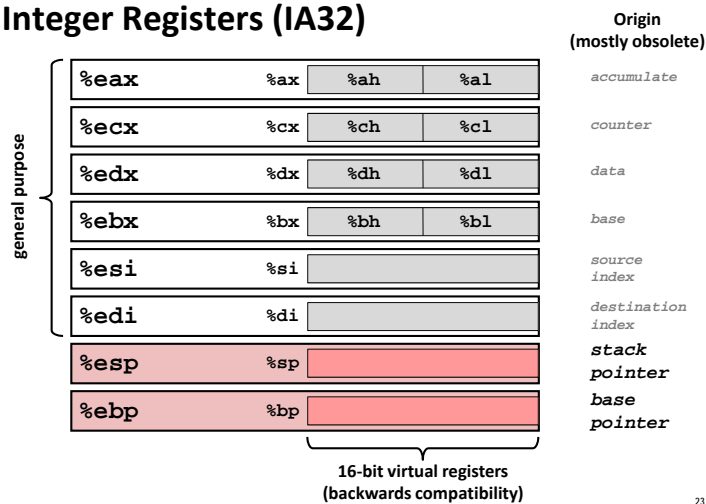 Integer Registers (IA32)
Origin
(mostly obsolete)
general purpose
%eax %ax %ah %al accumulate
%ecx %cx %ch %cl counter
%edx %dx %dh %dl data
%ebx %bx %bh %bl base
%esi %si source
index
%edi %di destination
index
%esp %sp stack
pointer
%ebp %bp base
pointer
16-bit virtual registers
(backwards compatibility)
23